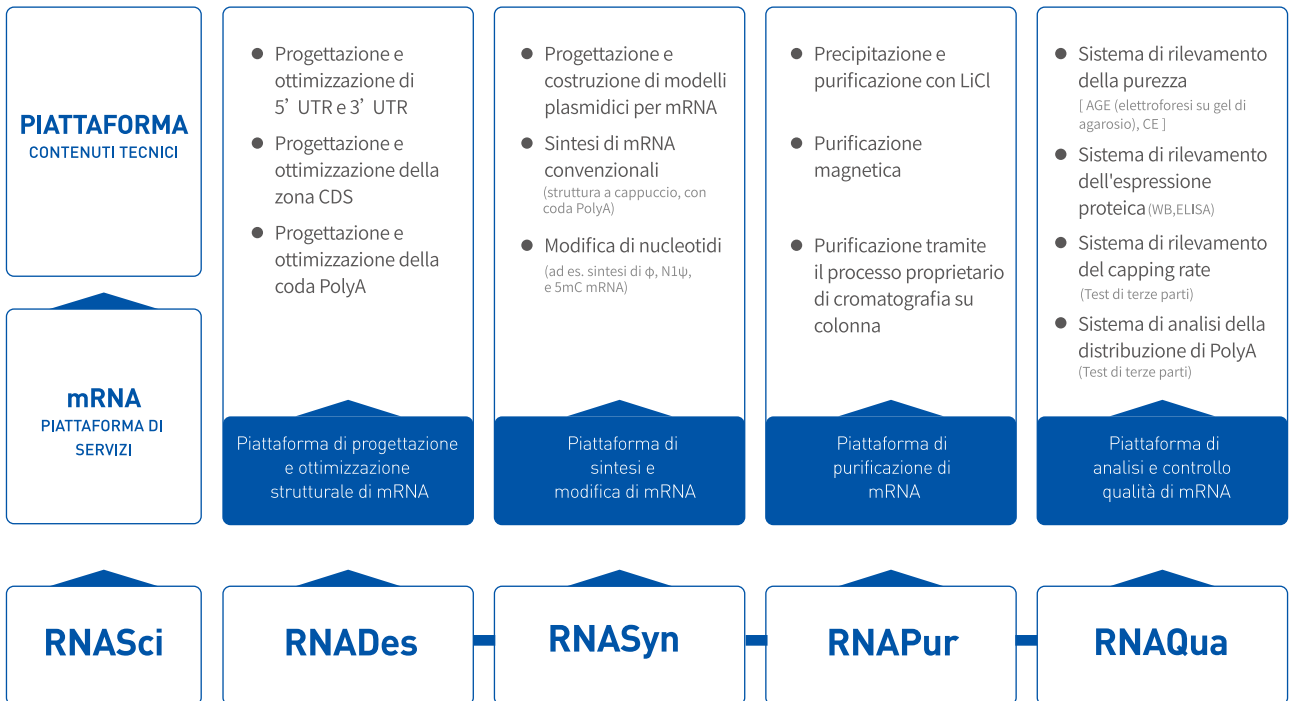 PIATTAFORMA
CONTENUTI TECNICI
mRNA
PIATTAFORMA DI
SERVIZI
● Progettazione e
ottimizzazione di
5’ UTR e 3’ UTR
● Progettazione e
ottimizzazione della
zona CDS
● Progettazione e
ottimizzazione della
coda PolyA
Piattaforma di progettazione
e ottimizzazione
strutturale di mRNA
● Progettazione e
costruzione di modelli
plasmidici per mRNA
● Sintesi di mRNA
convenzionali
(struttura a cappuccio, con
coda PolyA)
● Modifica di nucleotidi
(ad es. sintesi di φ, N1ψ,
e 5mC mRNA)
Piattaforma di
sintesi e
modifica di mRNA
● Precipitazione e
purificazione con LiCl
● Purificazione
magnetica
● Purificazione tramite
il processo proprietario
di cromatografia su
colonna
Piattaforma di
purificazione di
mRNA
● Sistema di rilevamento
della purezza
[ AGE (elettroforesi su gel di
agarosio), CE ]
● Sistema di rilevamento
dell'espressione
proteica (WB,ELISA)
● Sistema di rilevamento
del capping rate
(Test di terze parti)
● Sistema di analisi della
distribuzione di PolyA
(Test di terze parti)
Piattaforma di
analisi e controllo
qualità di mRNA
RNASci
RNADes
RNASyn
RNAPur
RNAQua